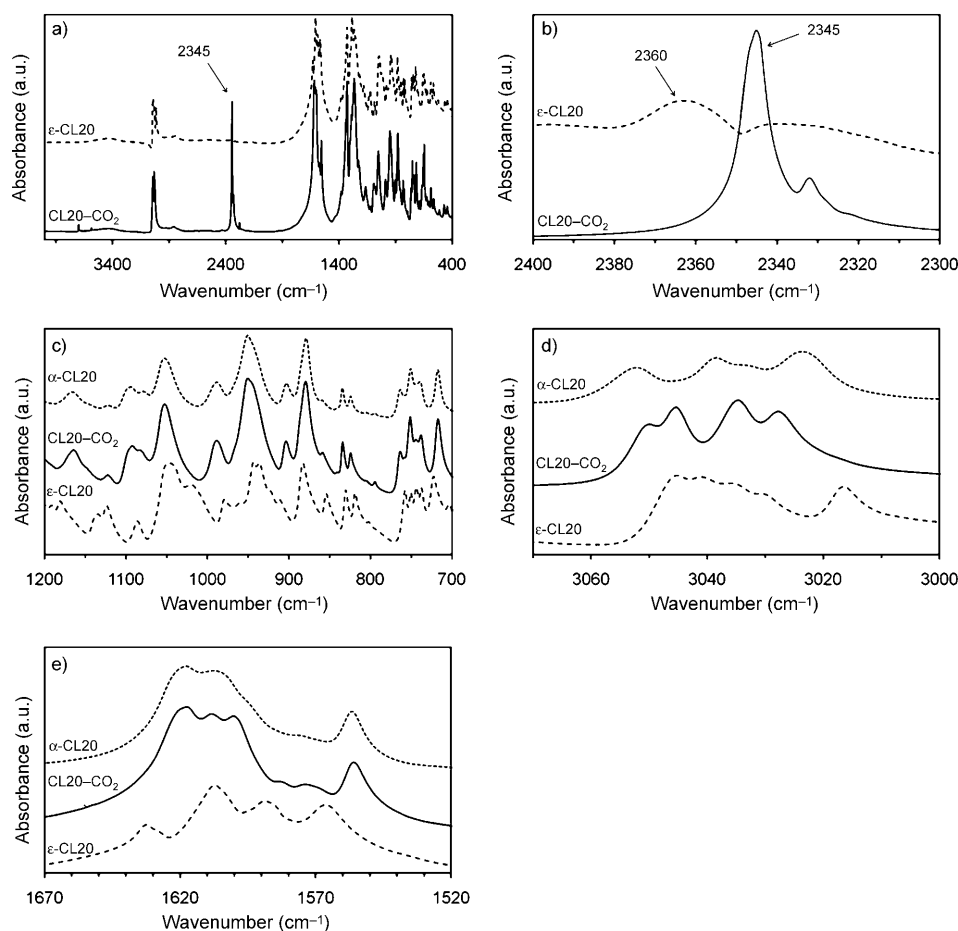 a)
2345
ε-CL20
CL20–CO₂
Absorbance (a.u.)
3400 2400 1400 400
Wavenumber (cm⁻¹)
b)
2360
2345
ε-CL20
CL20–CO₂
Absorbance (a.u.)
2400 2380 2360 2340 2320 2300
Wavenumber (cm⁻¹)
c)
α-CL20
CL20–CO₂
ε-CL20
Absorbance (a.u.)
1200 1100 1000 900 800 700
Wavenumber (cm⁻¹)
d)
α-CL20
CL20–CO₂
ε-CL20
Absorbance (a.u.)
3060 3040 3020 3000
Wavenumber (cm⁻¹)
e)
α-CL20
CL20–CO₂
ε-CL20
Absorbance (a.u.)
1670 1620 1570 1520
Wavenumber (cm⁻¹)